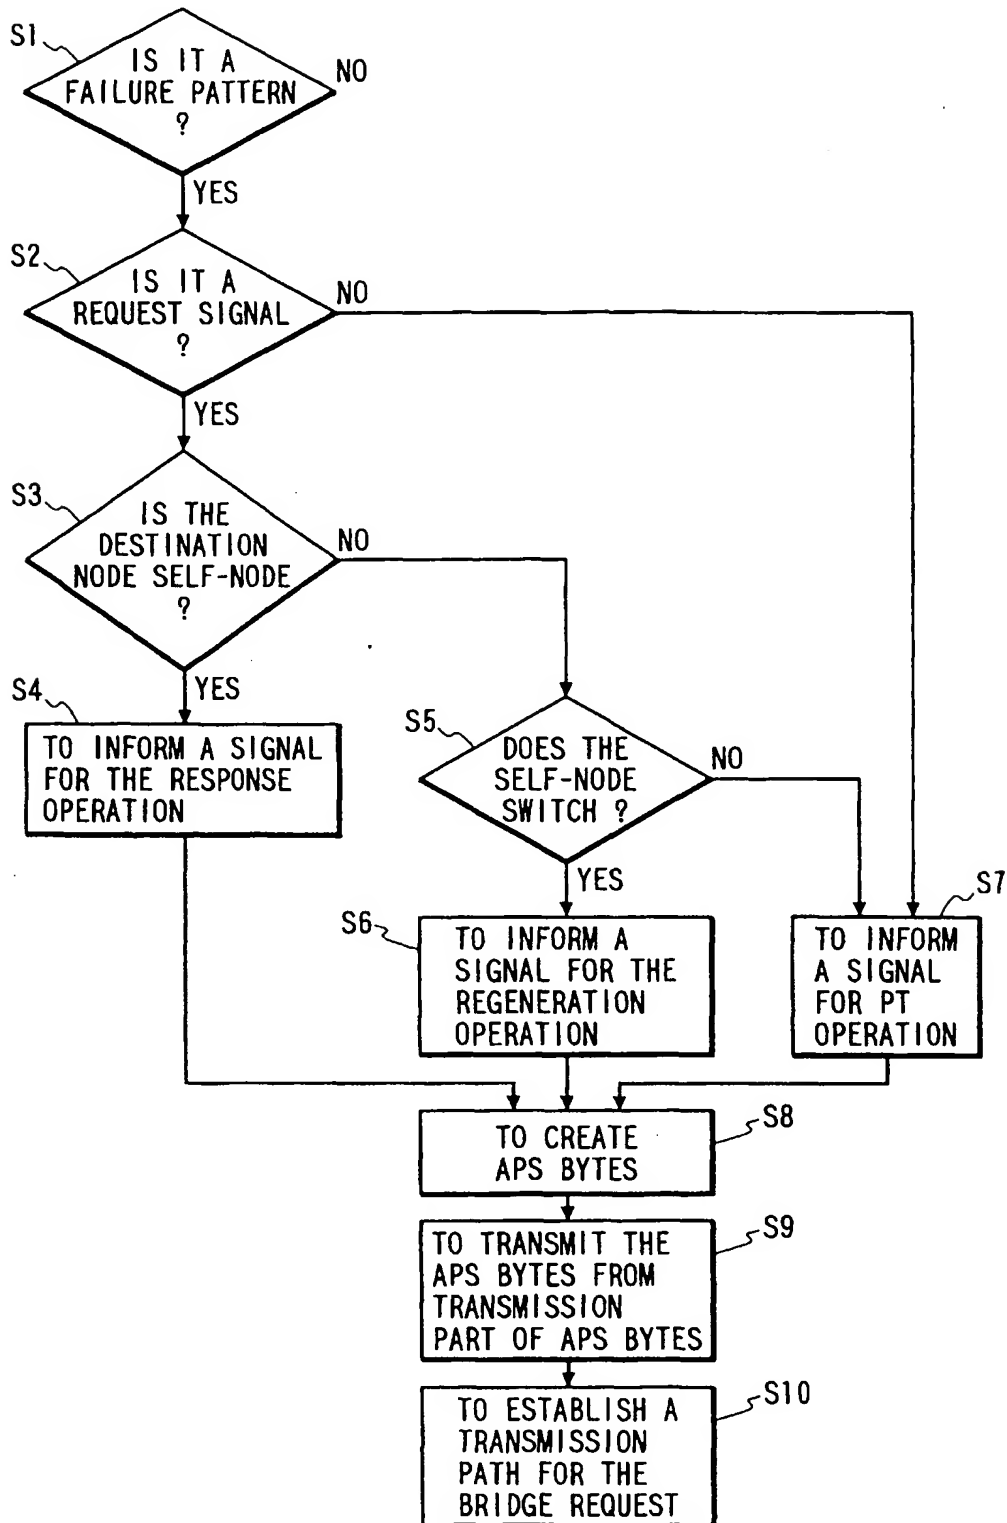 S1
IS IT A
FAILURE PATTERN
?
NO
YES
S2
IS IT A
REQUEST SIGNAL
?
NO
YES
S3
IS THE
DESTINATION
NODE SELF-NODE
?
NO
YES
S4
TO INFORM A SIGNAL
FOR THE RESPONSE
OPERATION
S5
DOES THE
SELF-NODE
SWITCH ?
NO
YES
S6
TO INFORM A
SIGNAL FOR THE
REGENERATION
OPERATION
S7
TO INFORM
A SIGNAL
FOR PT
OPERATION
S8
TO CREATE
APS BYTES
S9
TO TRANSMIT THE
APS BYTES FROM
TRANSMISSION
PART OF APS BYTES
S10
TO ESTABLISH A
TRANSMISSION
PATH FOR THE
BRIDGE REQUEST